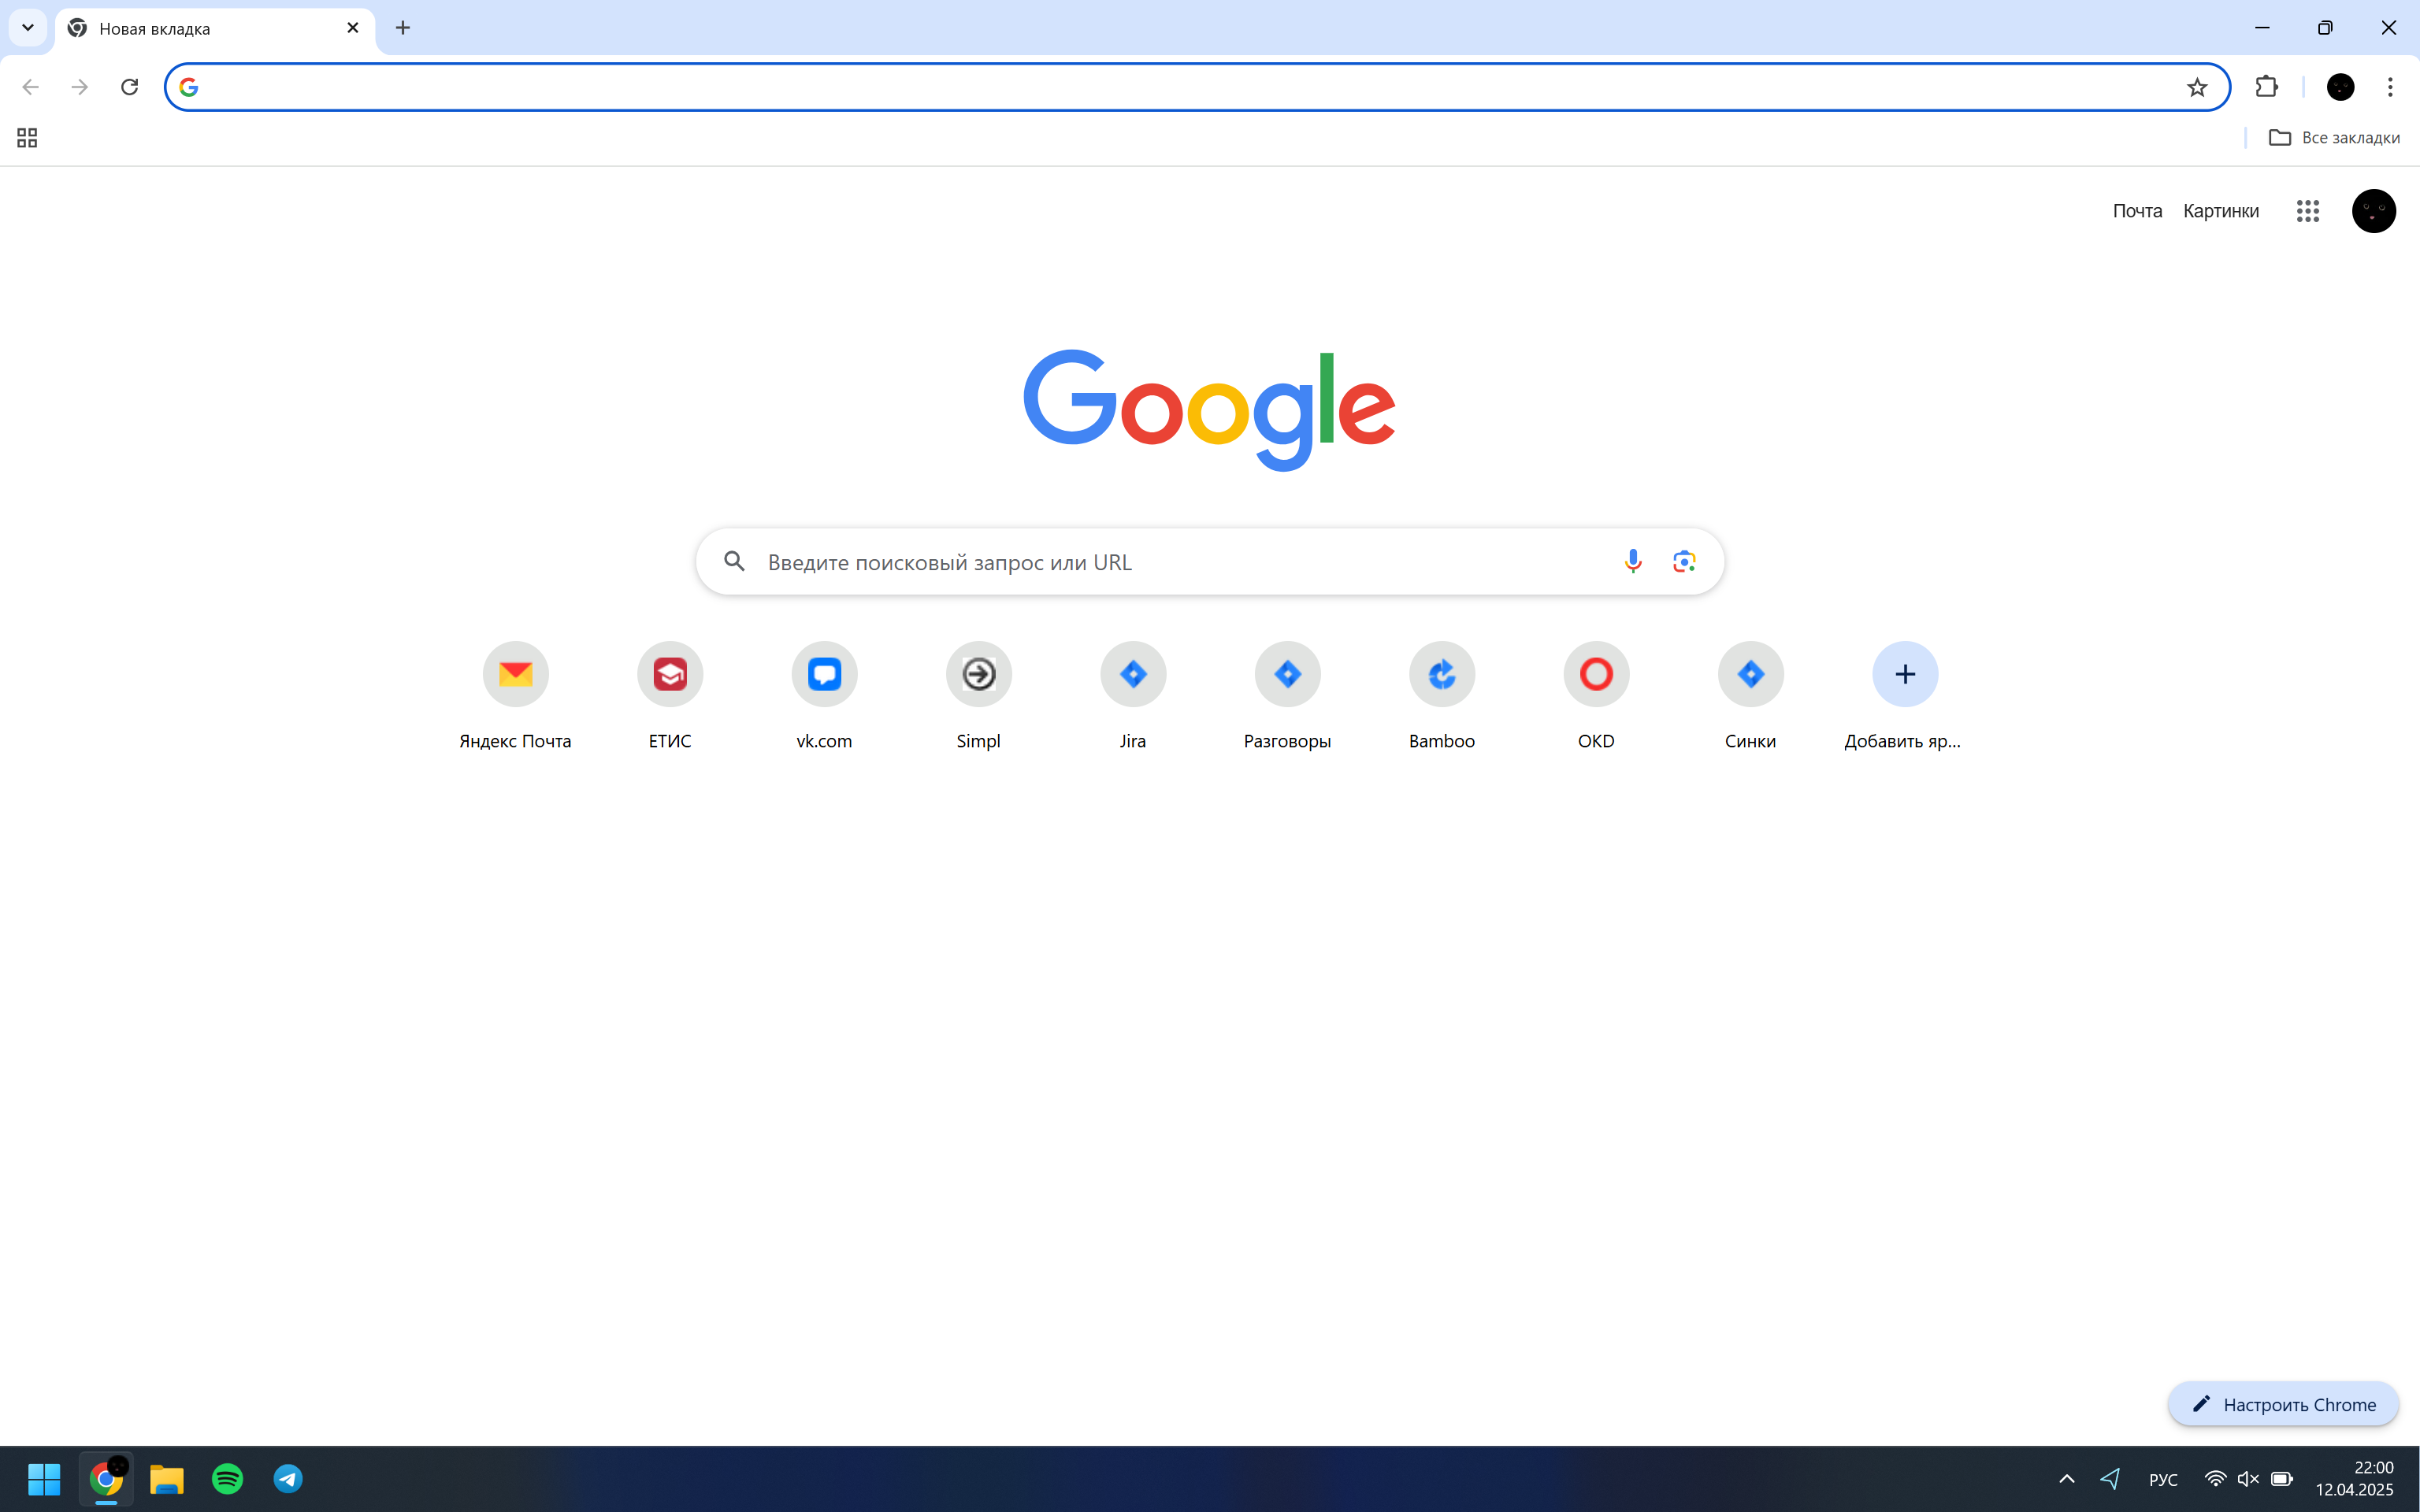 Новая вкладка
Все закладки
Почта Картинки
Google
Введите поисковый запрос или URL
Яндекс Почта ЕТИС vk.com Simpl Jira Разговоры Bamboo OKD Синки Добавить яр...
Настроить Chrome
РУС
22:00
12.04.2025